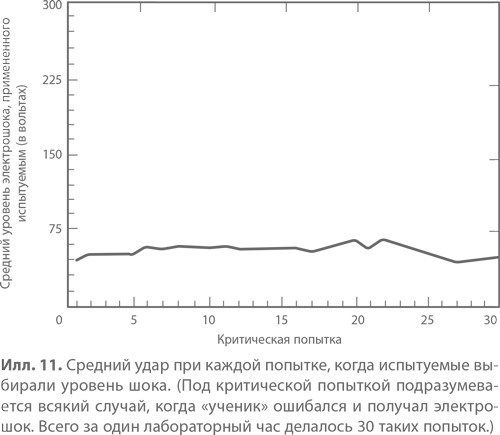 300
225
150
75
Средний уровень электрошока, примененного
испытуемым (в вольтах)
0 5 10 15 20 25 30
Критическая попытка
Илл. 11. Средний удар при каждой попытке, когда испытуемые вы-
бирали уровень шока. (Под критической попыткой подразумева-
ется всякий случай, когда «ученик» ошибался и получал электро-
шок. Всего за один лабораторный час делалось 30 таких попыток.)